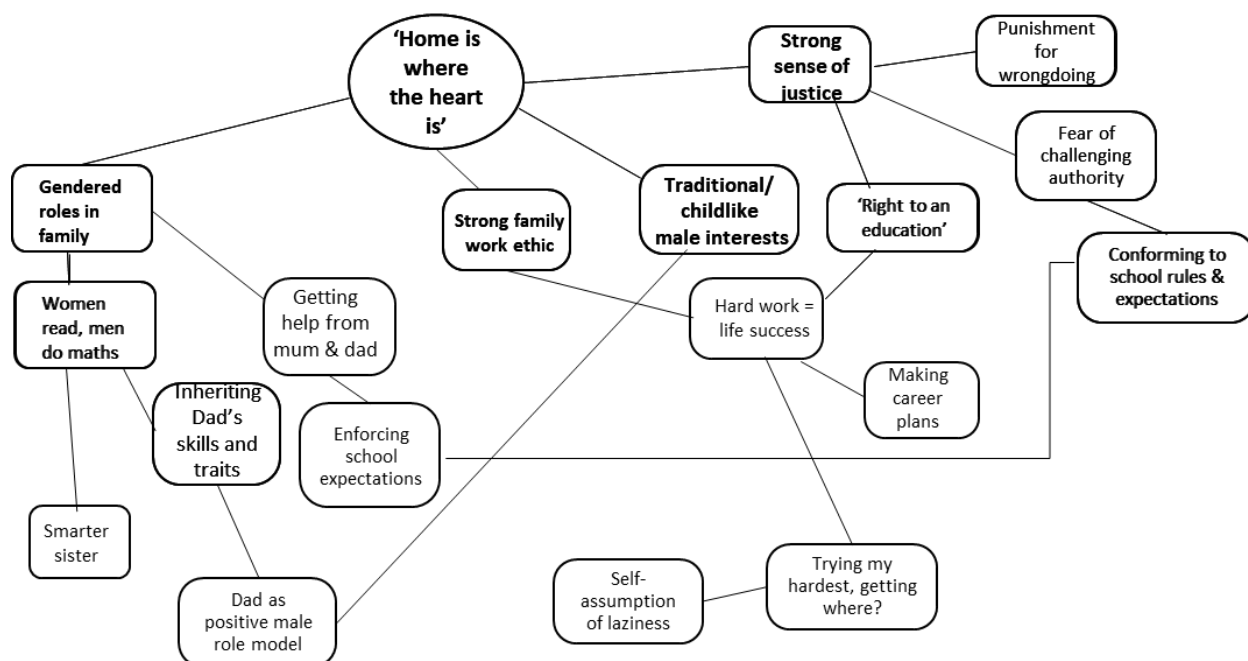 ‘Home is
where
the heart
is’
Strong
sense of
justice
Punishment
for
wrongdoing
Fear of
challenging
authority
Gendered
roles in
family
Strong family
work ethic
Traditional/
childlike
male interests
‘Right to an
education’
Conforming to
school rules &
expectations
Women
read, men
do maths
Getting
help from
mum & dad
Hard work =
life success
Making
career
plans
Inheriting
Dad’s
skills and
traits
Enforcing
school
expectations
Smarter
sister
Dad as
positive male
role model
Self-
assumption
of laziness
Trying my
hardest, getting
where?